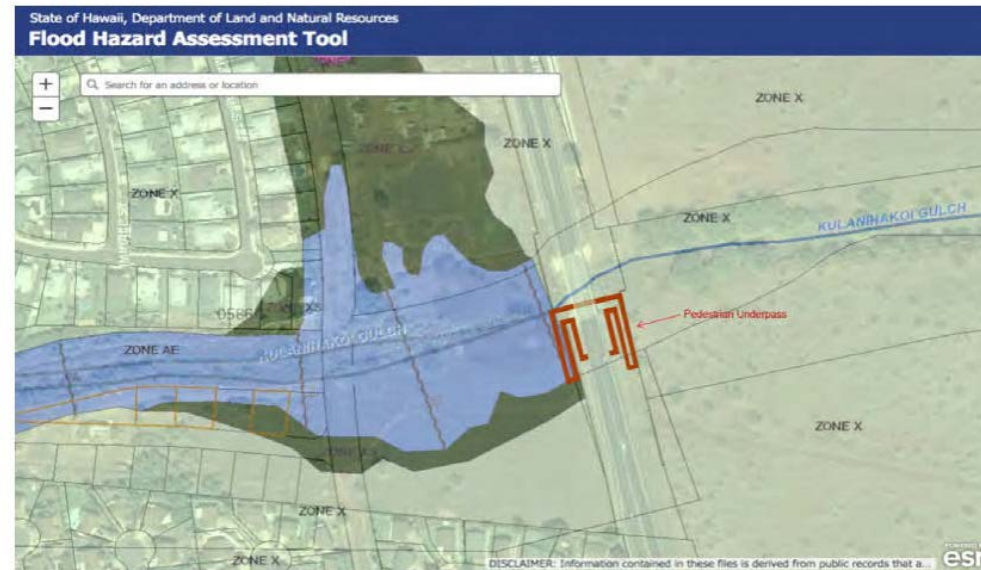 State of Hawaii, Department of Land and Natural Resources
Flood Hazard Assessment Tool
+
Search for an address or location
−
ZONE X
ZONE X
ZONE X
ZONE X
KULANIHAKOI GULCH
Pedestrian Underpass
KULANIHAKOI GULCH
ZONE AE
ZONE X
ZONE X
ZONE X
DISCLAIMER: Information contained in these files is derived from public records that a...
esri